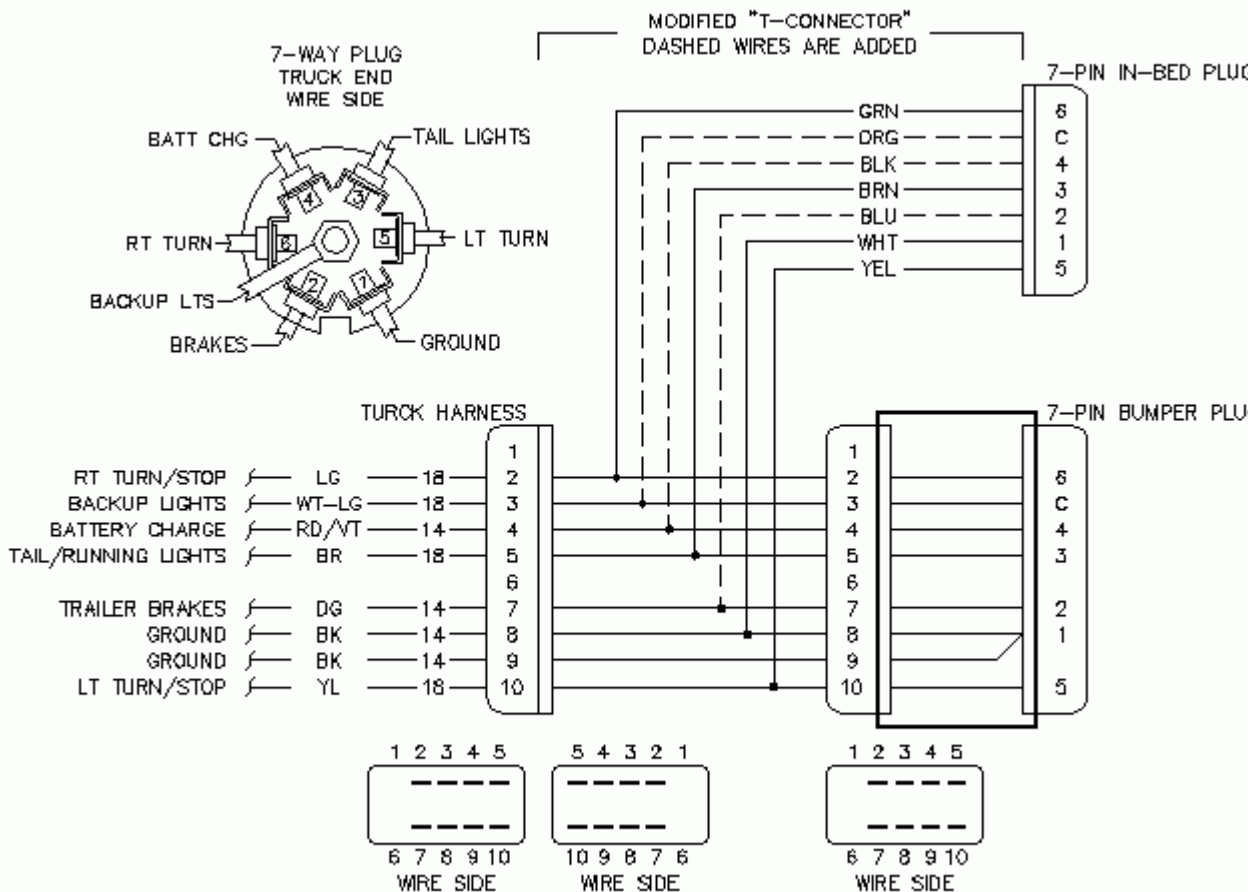 MODIFIED "T-CONNECTOR"
DASHED WIRES ARE ADDED
7-WAY PLUG
TRUCK END
WIRE SIDE
BATT CHG
TAIL LIGHTS
4
3
RT TURN
6
5
LT TURN
BACKUP LTS
2
BRAKES
GROUND
7-PIN IN-BED PLUG
GRN 6
ORG C
BLK 4
BRN 3
BLU 2
WHT 1
YEL 5
TURCK HARNESS
7-PIN BUMPER PLU
1 1
RT TURN/STOP LG 18 2 2 6
BACKUP LIGHTS WT-LG 18 3 3 C
BATTERY CHARGE RD/VT 14 4 4 4
TAIL/RUNNING LIGHTS BR 18 5 5 3
6 6
TRAILER BRAKES DG 14 7 7 2
GROUND BK 14 8 8 1
GROUND BK 14 9 9
LT TURN/STOP YL 18 10 10 5
1 2 3 4 5
6 7 8 9 10
WIRE SIDE
5 4 3 2 1
10 9 8 7 6
WIRE SIDE
1 2 3 4 5
6 7 8 9 10
WIRE SIDE